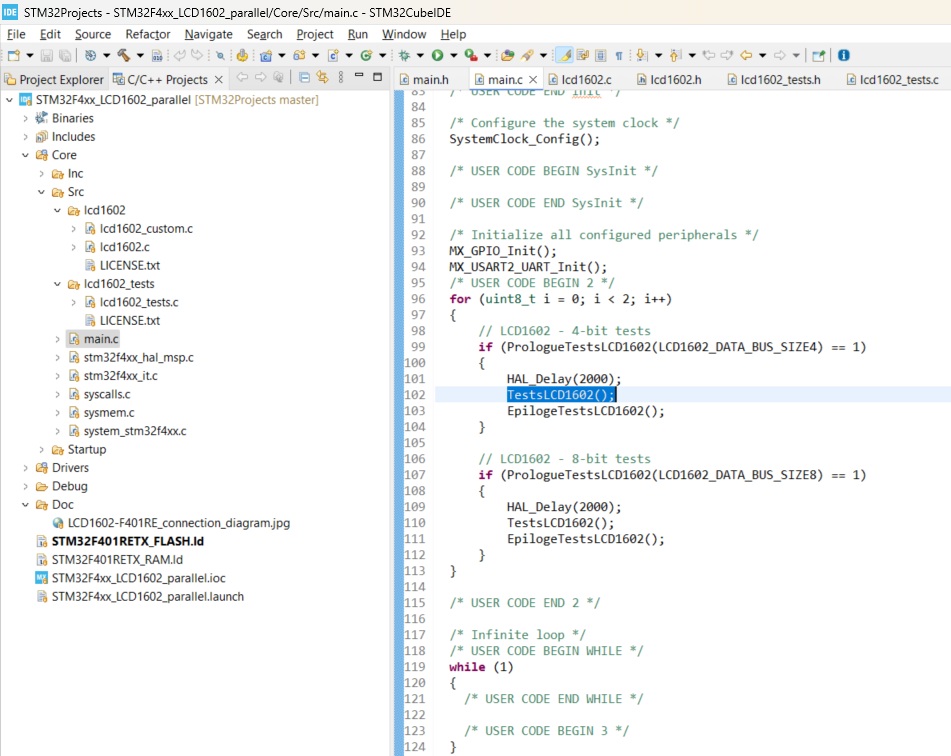 IDE STM32Projects - STM32F4xx_LCD1602_parallel/Core/Src/main.c - STM32CubeIDE
File Edit Source Refactor Navigate Search Project Run Window Help
Project Explorer C/C++ Projects
main.h main.c lcd1602.c lcd1602.h lcd1602_tests.h lcd1602_tests.c
STM32F4xx_LCD1602_parallel [STM32Projects master]
Binaries
Includes
Core
Inc
Src
lcd1602
lcd1602_custom.c
lcd1602.c
LICENSE.txt
lcd1602_tests
lcd1602_tests.c
LICENSE.txt
main.c
stm32f4xx_hal_msp.c
stm32f4xx_it.c
syscalls.c
sysmem.c
system_stm32f4xx.c
Startup
Drivers
Debug
Doc
LCD1602-F401RE_connection_diagram.jpg
STM32F401RETX_FLASH.ld
STM32F401RETX_RAM.ld
MX STM32F4xx_LCD1602_parallel.ioc
STM32F4xx_LCD1602_parallel.launch
83 /* USER CODE END Init */
84
85 /* Configure the system clock */
86 SystemClock_Config();
87
88 /* USER CODE BEGIN SysInit */
89
90 /* USER CODE END SysInit */
91
92 /* Initialize all configured peripherals */
93 MX_GPIO_Init();
94 MX_USART2_UART_Init();
95 /* USER CODE BEGIN 2 */
96 for (uint8_t i = 0; i < 2; i++)
97 {
98 // LCD1602 - 4-bit tests
99 if (PrologueTestsLCD1602(LCD1602_DATA_BUS_SIZE4) == 1)
100 {
101 HAL_Delay(2000);
102 TestsLCD1602();
103 EpilogeTestsLCD1602();
104 }
105
106 // LCD1602 - 8-bit tests
107 if (PrologueTestsLCD1602(LCD1602_DATA_BUS_SIZE8) == 1)
108 {
109 HAL_Delay(2000);
110 TestsLCD1602();
111 EpilogeTestsLCD1602();
112 }
113 }
114
115 /* USER CODE END 2 */
116
117 /* Infinite loop */
118 /* USER CODE BEGIN WHILE */
119 while (1)
120 {
121 /* USER CODE END WHILE */
122
123 /* USER CODE BEGIN 3 */
124 }